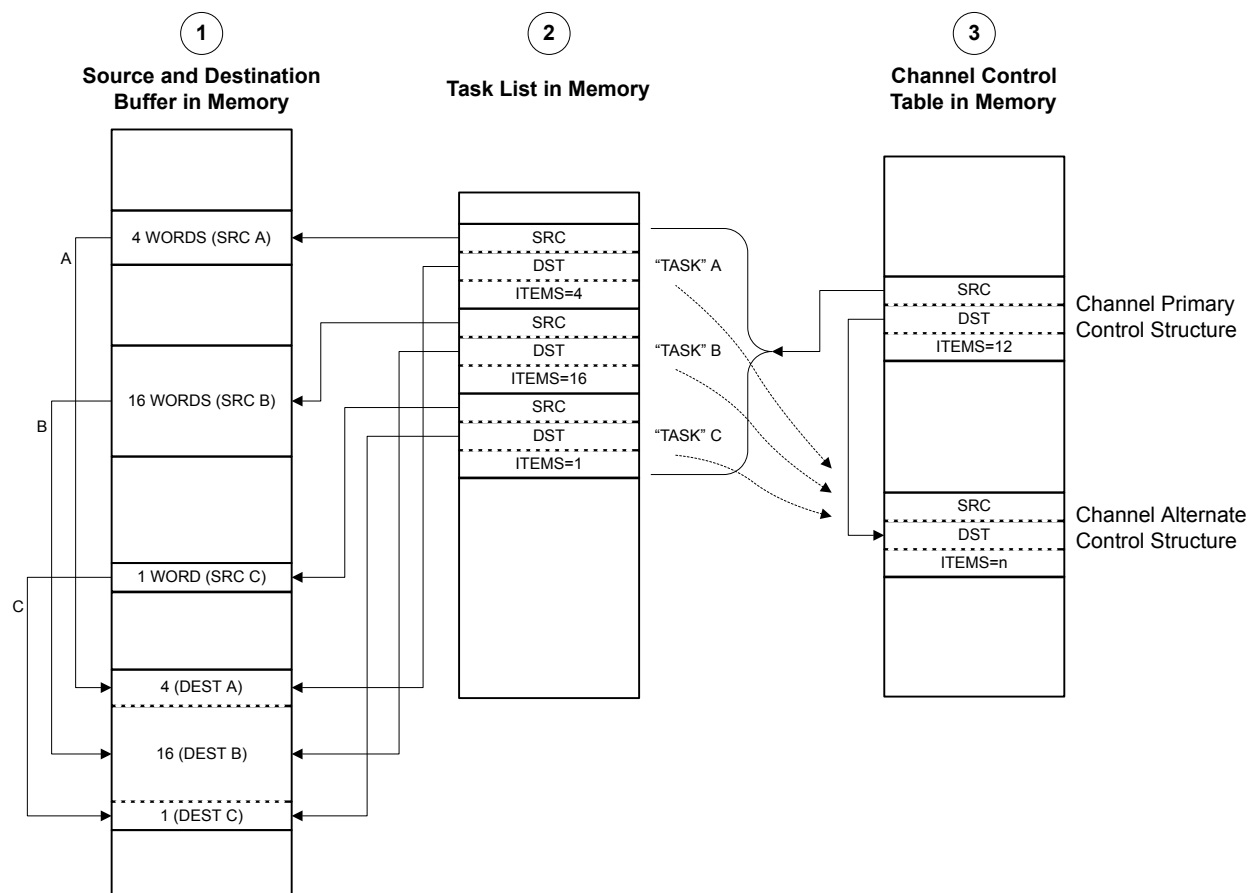 1
Source and Destination
Buffer in Memory
4 WORDS (SRC A)
A
16 WORDS (SRC B)
B
1 WORD (SRC C)
C
4 (DEST A)
16 (DEST B)
1 (DEST C)
2
Task List in Memory
SRC
DST
ITEMS=4
SRC
DST
ITEMS=16
SRC
DST
ITEMS=1
“TASK” A
“TASK” B
“TASK” C
3
Channel Control
Table in Memory
SRC
DST
ITEMS=12
Channel Primary
Control Structure
SRC
DST
ITEMS=n
Channel Alternate
Control Structure